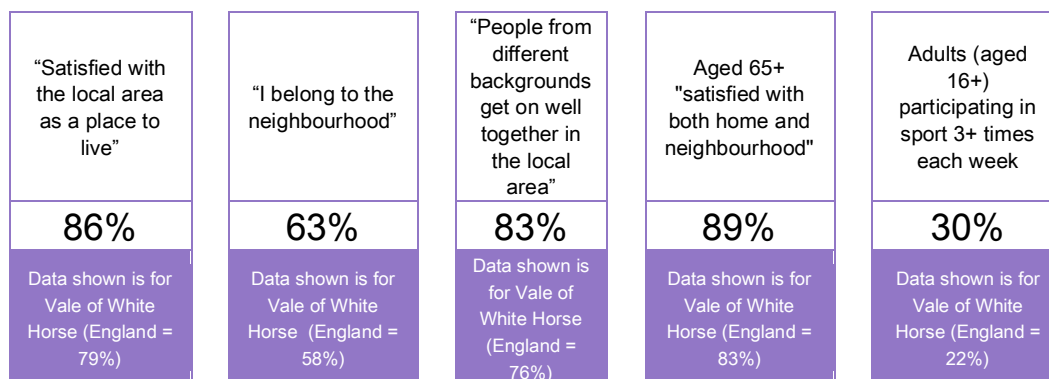 “Satisfied with
the local area
as a place to
live”
86%
Data shown is for
Vale of White
Horse (England =
79%)
“I belong to the
neighbourhood”
63%
Data shown is for
Vale of White
Horse (England =
58%)
“People from
different
backgrounds
get on well
together in
the local
area”
83%
Data shown is
for Vale of
White Horse
(England =
76%)
Aged 65+
"satisfied with
both home and
neighbourhood"
89%
Data shown is for
Vale of White
Horse (England =
83%)
Adults (aged
16+)
participating in
sport 3+ times
each week
30%
Data shown is for
Vale of White
Horse (England =
22%)